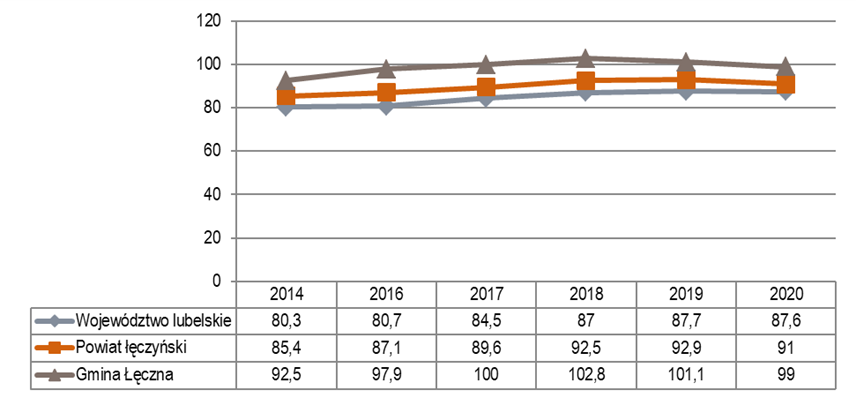 120
100
80
60
40
20
0
2014 2016 2017 2018 2019 2020
Województwo lubelskie 80,3 80,7 84,5 87 87,7 87,6
Powiat łęczyński 85,4 87,1 89,6 92,5 92,9 91
Gmina Łęczna 92,5 97,9 100 102,8 101,1 99